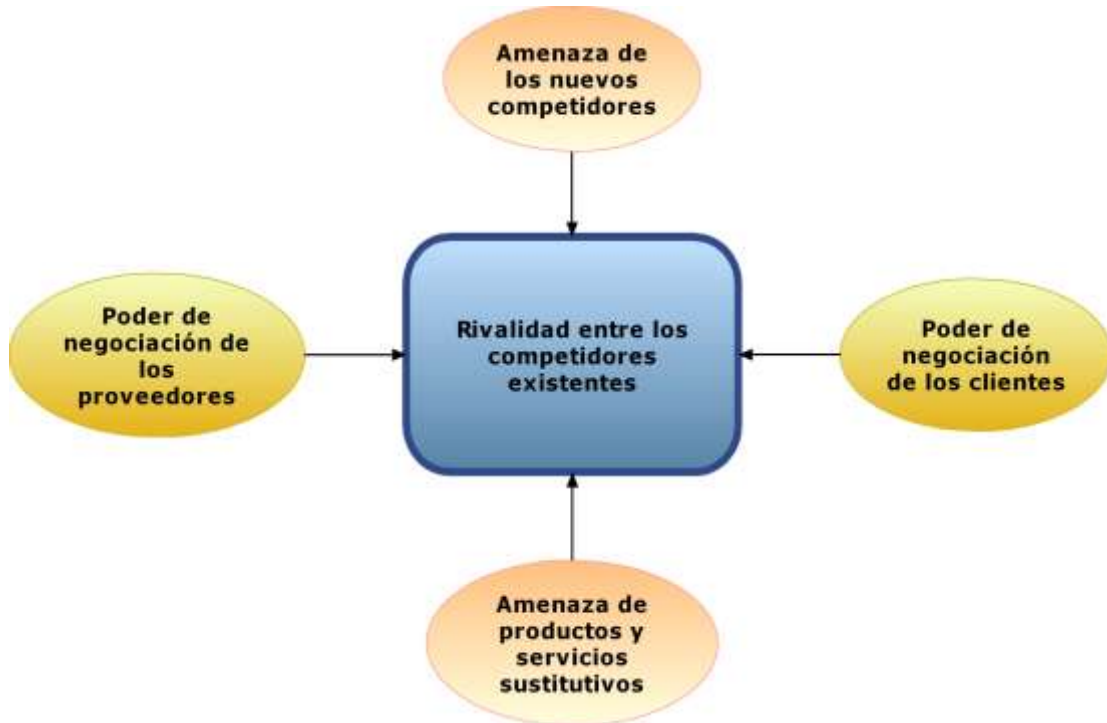 Amenaza de
los nuevos
competidores
Poder de
negociación de
los
proveedores
Rivalidad entre los
competidores
existentes
Poder de
negociación
de los clientes
Amenaza de
productos y
servicios
sustitutivos